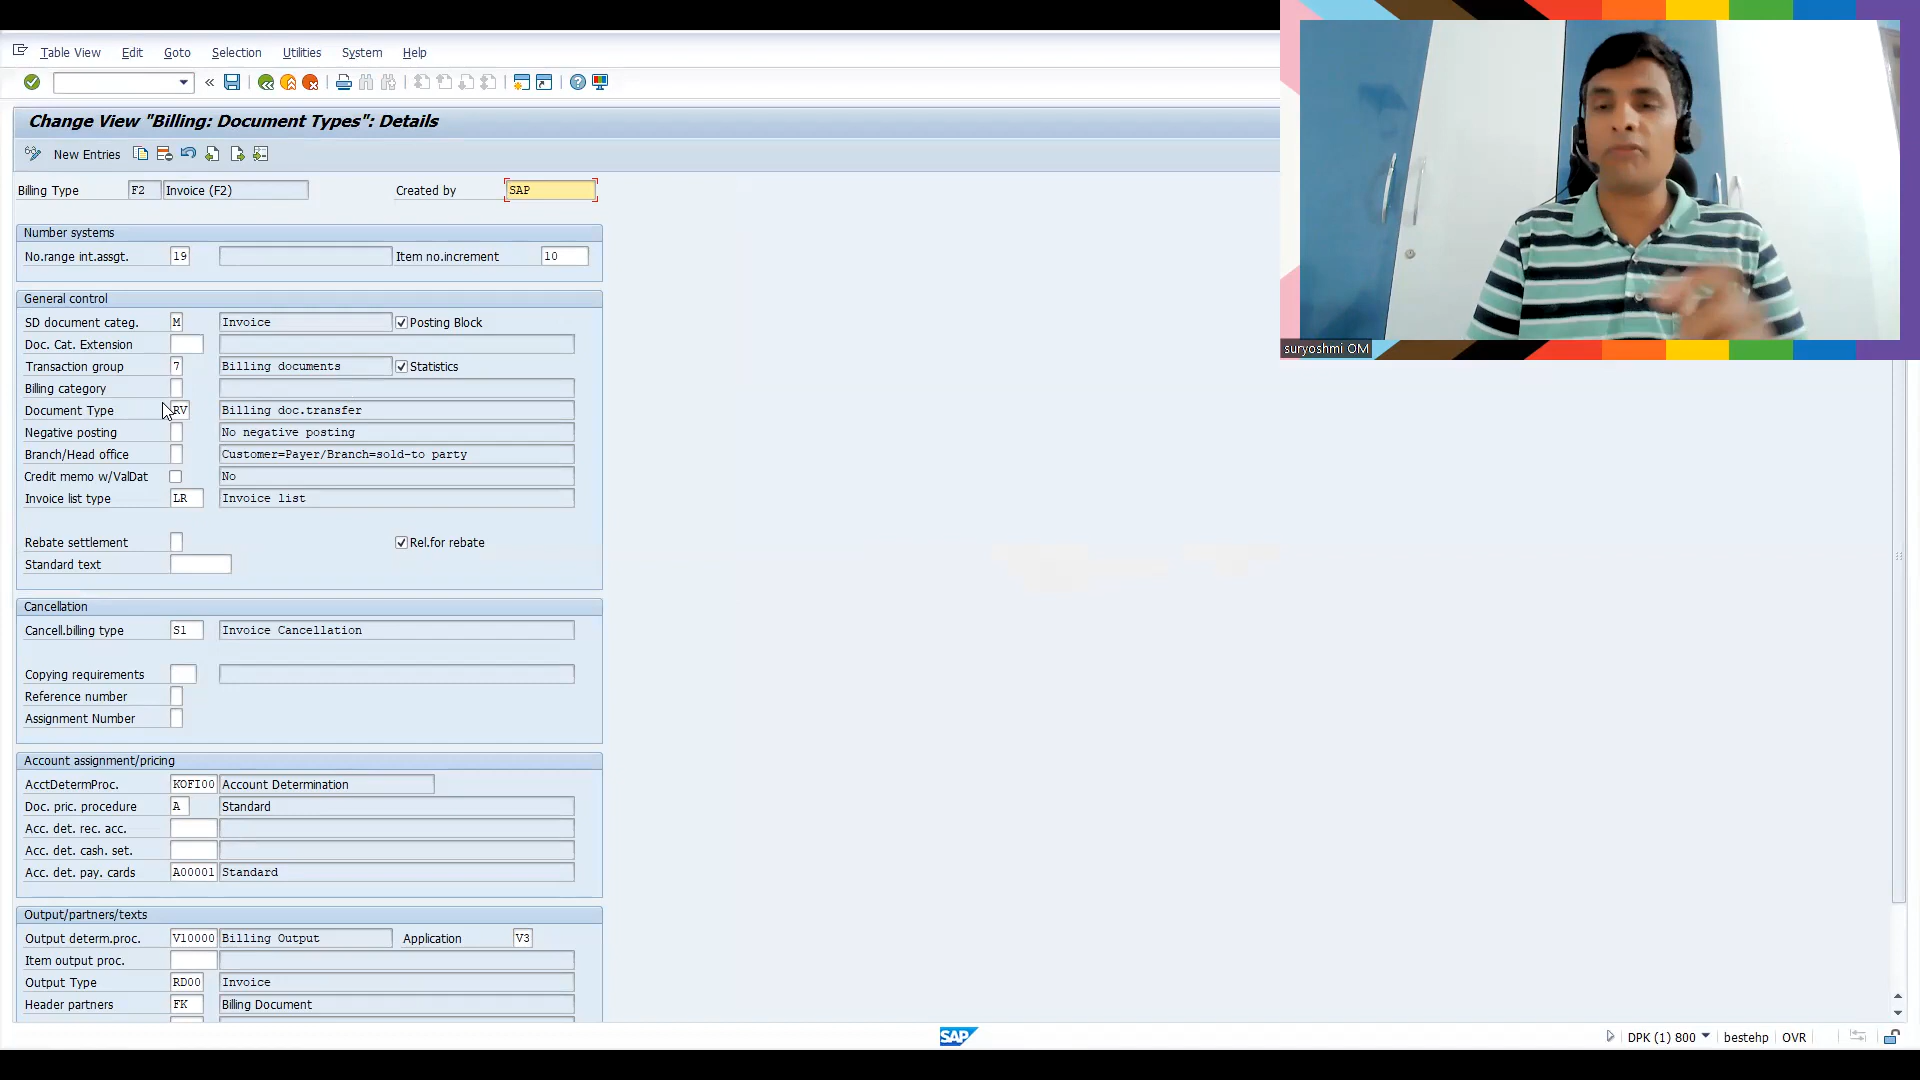 Table View Edit Goto Selection Utilities System Help
Change View "Billing: Document Types": Details
New Entries
Billing Type F2 Invoice (F2) Created by SAP
Number systems
No.range int.assgt. 19 Item no.increment 10
General control
SD document categ. M Invoice Posting Block
Doc. Cat. Extension
Transaction group 7 Billing documents Statistics
Billing category
Document Type RV Billing doc.transfer
Negative posting No negative posting
Branch/Head office Customer=Payer/Branch=sold-to party
Credit memo w/ValDat No
Invoice list type LR Invoice list
Rebate settlement Rel.for rebate
Standard text
Cancellation
Cancell.billing type S1 Invoice Cancellation
Copying requirements
Reference number
Assignment Number
Account assignment/pricing
AcctDetermProc. KOFI00 Account Determination
Doc. pric. procedure A Standard
Acc. det. rec. acc.
Acc. det. cash. set.
Acc. det. pay. cards A00001 Standard
Output/partners/texts
Output determ.proc. V10000 Billing Output Application V3
Item output proc.
Output Type RD00 Invoice
Header partners FK Billing Document
suryoshmi OM
SAP DPK (1) 800 bestehp OVR